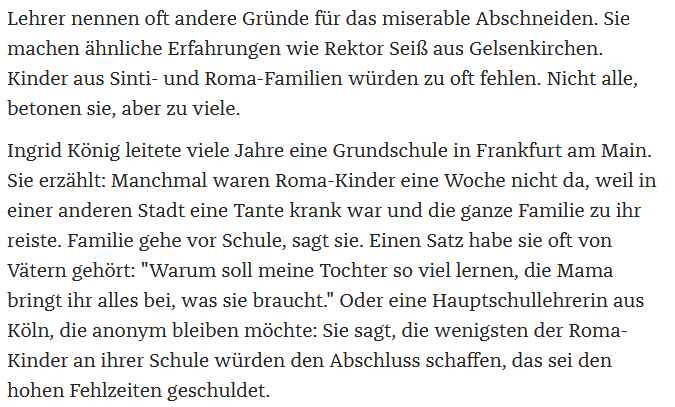 Lehrer nennen oft andere Gründe für das miserable Abschneiden. Sie
machen ähnliche Erfahrungen wie Rektor Seiß aus Gelsenkirchen.
Kinder aus Sinti- und Roma-Familien würden zu oft fehlen. Nicht alle,
betonen sie, aber zu viele.
Ingrid König leitete viele Jahre eine Grundschule in Frankfurt am Main.
Sie erzählt: Manchmal waren Roma-Kinder eine Woche nicht da, weil in
einer anderen Stadt eine Tante krank war und die ganze Familie zu ihr
reiste. Familie gehe vor Schule, sagt sie. Einen Satz habe sie oft von
Vätern gehört: "Warum soll meine Tochter so viel lernen, die Mama
bringt ihr alles bei, was sie braucht." Oder eine Hauptschullehrerin aus
Köln, die anonym bleiben möchte: Sie sagt, die wenigsten der Roma-
Kinder an ihrer Schule würden den Abschluss schaffen, das sei den
hohen Fehlzeiten geschuldet.